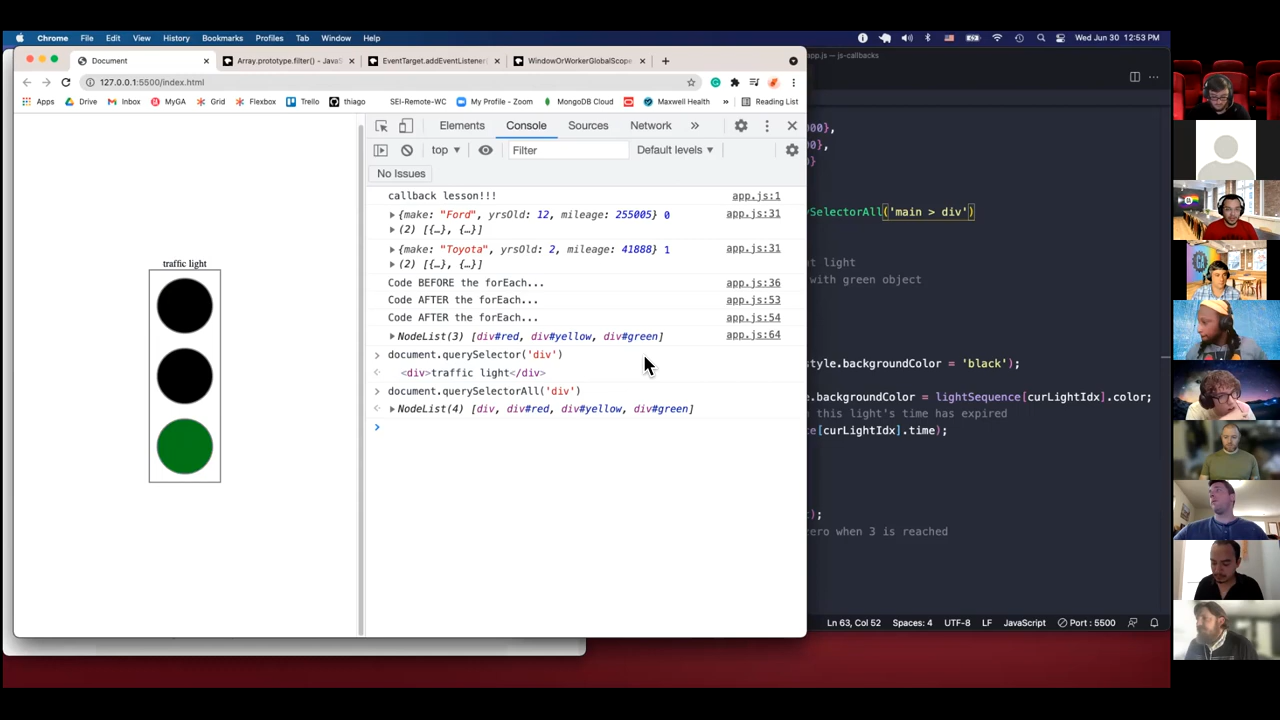 Chrome File Edit View History Bookmarks Profiles Tab Window Help Wed Jun 30 12:53 PM
Document Array.prototype.filter() - JavaS EventTarget.addEventListener( WindowOrWorkerGlobalScope.
app.js — js-callbacks
127.0.0.1:5500/index.html
Apps Drive Inbox MyGA Grid Flexbox Trello thiago SEI-Remote-WC My Profile - Zoom MongoDB Cloud Maxwell Health » Reading List
Elements Console Sources Network »
top Filter Default levels
No Issues
callback lesson!!! app.js:1
{make: "Ford", yrsOld: 12, mileage: 255005} 0 app.js:31
(2) [{…}, {…}]
{make: "Toyota", yrsOld: 2, mileage: 41888} 1 app.js:31
(2) [{…}, {…}]
Code BEFORE the forEach... app.js:36
Code AFTER the forEach... app.js:53
Code AFTER the forEach... app.js:54
NodeList(3) [div#red, div#yellow, div#green] app.js:64
document.querySelector('div')
<div>traffic light</div>
document.querySelectorAll('div')
NodeList(4) [div, div#red, div#yellow, div#green]
traffic light
00},
00},
0}
ySelectorAll('main > div')
t light
with green object
style.backgroundColor = 'black');
e.backgroundColor = lightSequence[curLightIdx].color;
n this light's time has expired
e[curLightIdx].time);
);
zero when 3 is reached
Ln 63, Col 52 Spaces: 4 UTF-8 LF JavaScript Port : 5500